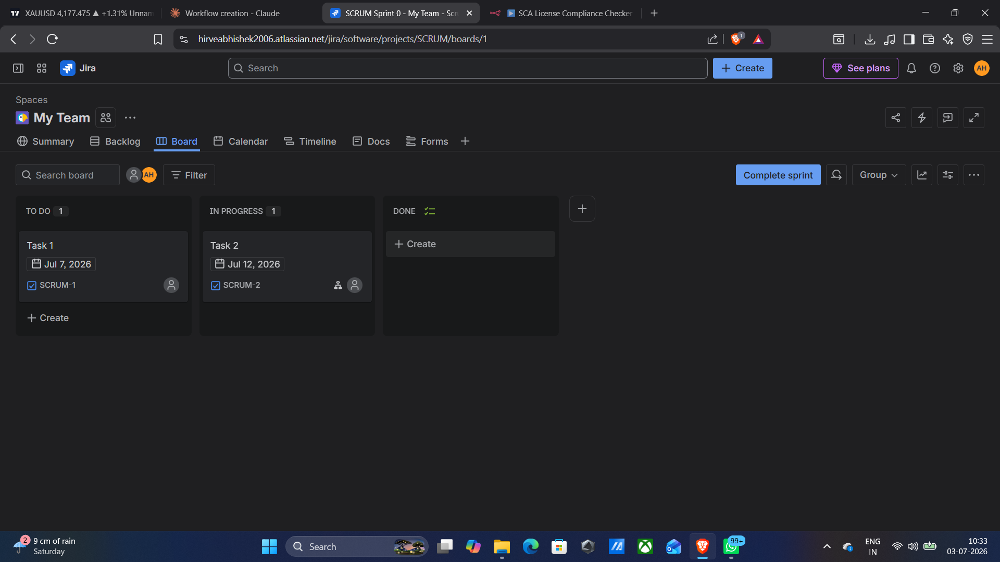 XAUUSD 4,177.475 ▲ +1.31% Unnam
Workflow creation - Claude
SCRUM Sprint 0 - My Team - Scr
SCA License Compliance Checker
hirveabhishek2006.atlassian.net/jira/software/projects/SCRUM/boards/1
1
Jira
Search
+ Create
See plans
AH
Spaces
My Team
Summary
Backlog
Board
Calendar
Timeline
Docs
Forms
Search board
AH
Filter
Complete sprint
Group
TO DO 1
IN PROGRESS 1
DONE
Task 1
Jul 7, 2026
SCRUM-1
+ Create
Task 2
Jul 12, 2026
SCRUM-2
+ Create
2
9 cm of rain
Saturday
Search
99+
ENG
IN
10:33
03-07-2026